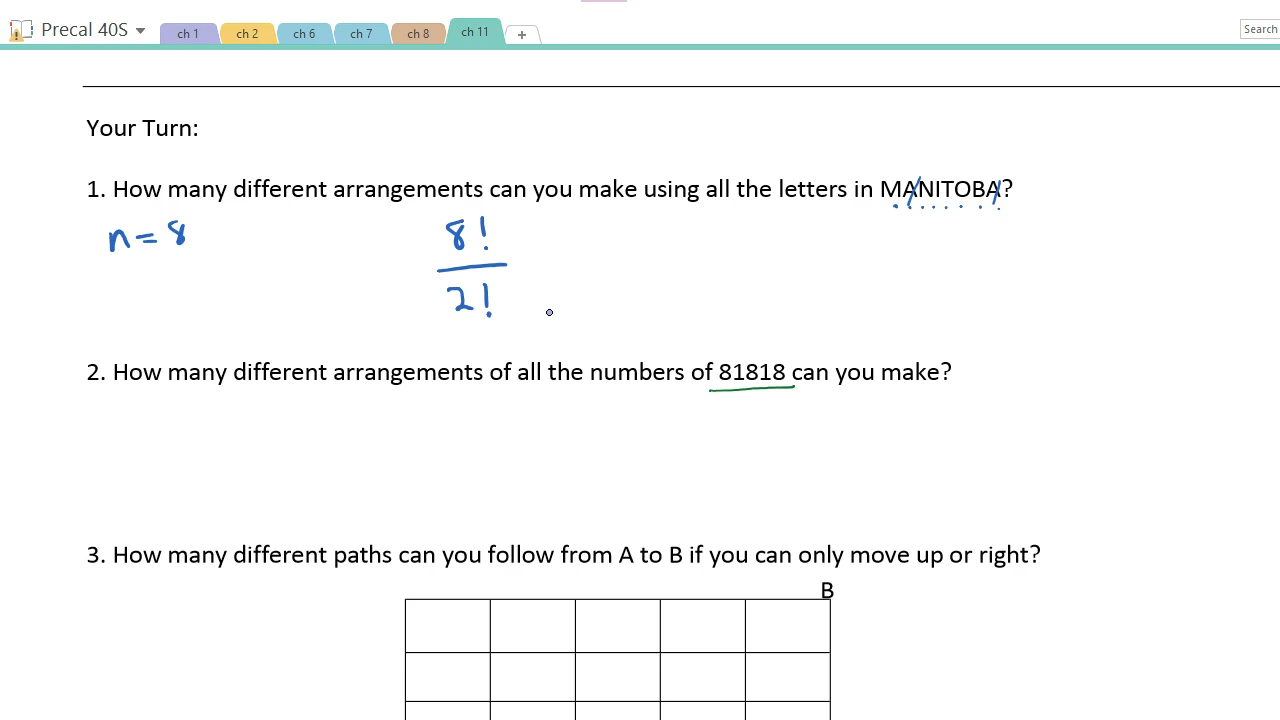 Precal 40S ch 1 ch 2 ch 6 ch 7 ch 8 ch 11 + Search
Your Turn:
1. How many different arrangements can you make using all the letters in MANITOBA?
n = 8
8!
2!
2. How many different arrangements of all the numbers of 81818 can you make?
3. How many different paths can you follow from A to B if you can only move up or right?
B